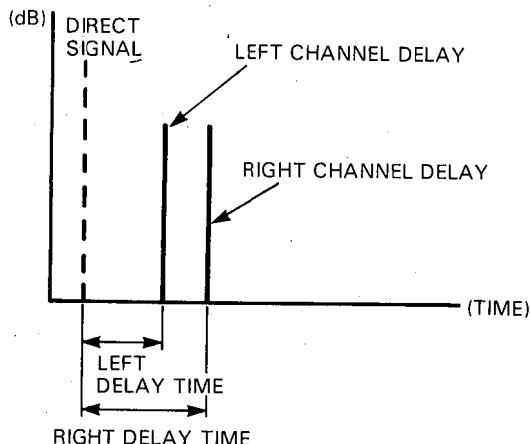 (dB)
DIRECT
SIGNAL
LEFT CHANNEL DELAY
RIGHT CHANNEL DELAY
(TIME)
LEFT
DELAY TIME
RIGHT DELAY TIME